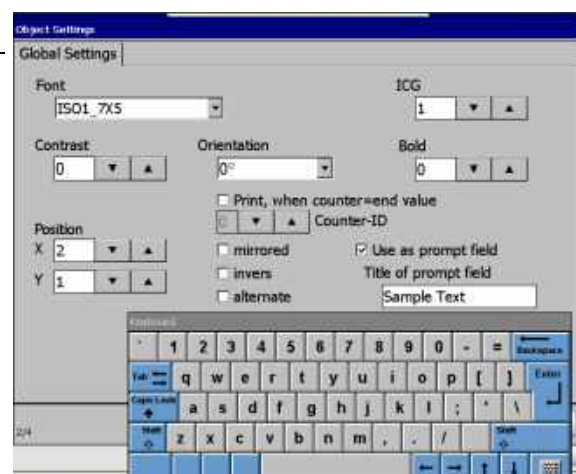 Object Settings
Global Settings
Font
ICG
ISO1_7X5
1
Contrast
Orientation
Bold
0
0°
0
Print, when counter=end value
0
Counter-ID
Position
X
2
mirrored
Use as prompt field
Y
1
invers
Title of prompt field
alternate
Sample Text
Keyboard
` 1 2 3 4 5 6 7 8 9 0 - = Backspace
Tab q w e r t y u i o p [ ] Enter
Caps Lock a s d f g h j k l ; ' \
Shift z x c v b n m , . / Shift
2/4